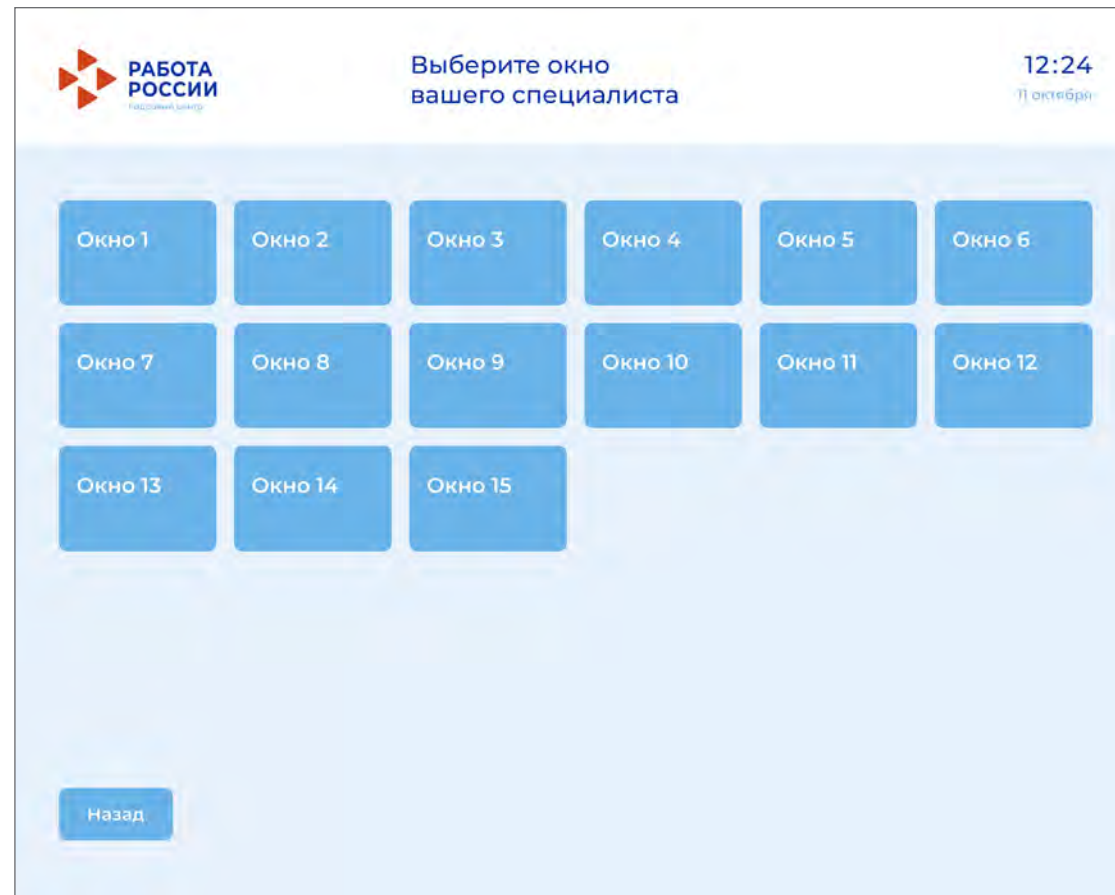 РАБОТА
РОССИИ
кадровый центр
Выберите окно
вашего специалиста
12:24
11 октября
Окно 1
Окно 2
Окно 3
Окно 4
Окно 5
Окно 6
Окно 7
Окно 8
Окно 9
Окно 10
Окно 11
Окно 12
Окно 13
Окно 14
Окно 15
Назад